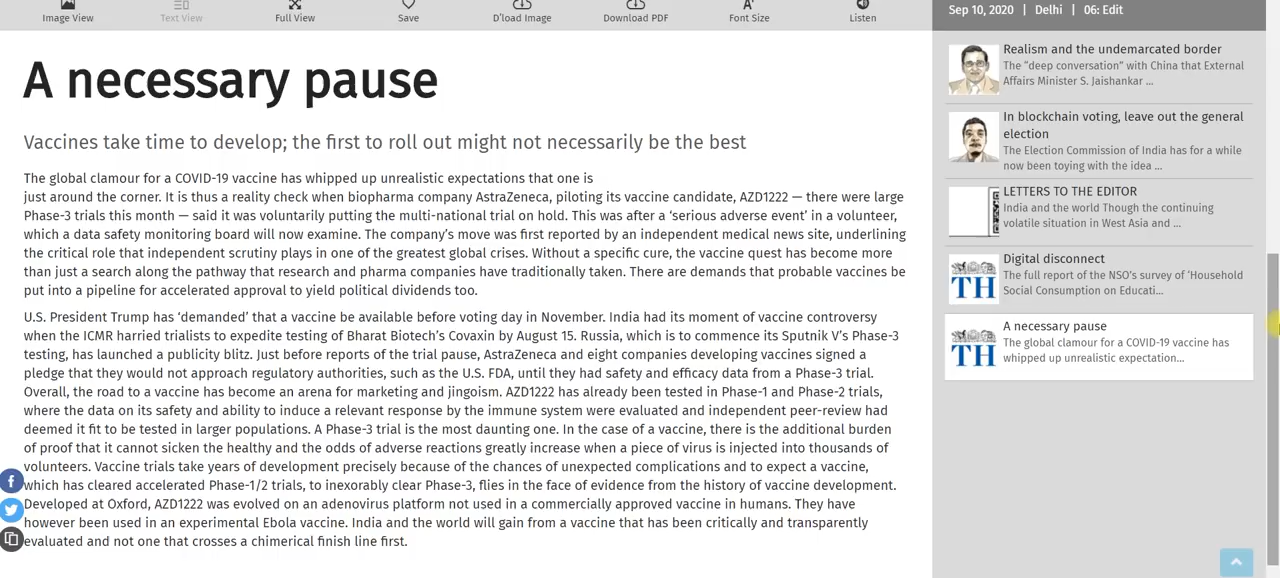 Image View
Text View
Full View
Save
D'load Image
Download PDF
Font Size
Listen
A necessary pause
Vaccines take time to develop; the first to roll out might not necessarily be the best
The global clamour for a COVID-19 vaccine has whipped up unrealistic expectations that one is
just around the corner. It is thus a reality check when biopharma company AstraZeneca, piloting its vaccine candidate, AZD1222 — there were large
Phase-3 trials this month — said it was voluntarily putting the multi-national trial on hold. This was after a ‘serious adverse event’ in a volunteer,
which a data safety monitoring board will now examine. The company’s move was first reported by an independent medical news site, underlining
the critical role that independent scrutiny plays in one of the greatest global crises. Without a specific cure, the vaccine quest has become more
than just a search along the pathway that research and pharma companies have traditionally taken. There are demands that probable vaccines be
put into a pipeline for accelerated approval to yield political dividends too.
U.S. President Trump has ‘demanded’ that a vaccine be available before voting day in November. India had its moment of vaccine controversy
when the ICMR harried trialists to expedite testing of Bharat Biotech’s Covaxin by August 15. Russia, which is to commence its Sputnik V’s Phase-3
testing, has launched a publicity blitz. Just before reports of the trial pause, AstraZeneca and eight companies developing vaccines signed a
pledge that they would not approach regulatory authorities, such as the U.S. FDA, until they had safety and efficacy data from a Phase-3 trial.
Overall, the road to a vaccine has become an arena for marketing and jingoism. AZD1222 has already been tested in Phase-1 and Phase-2 trials,
where the data on its safety and ability to induce a relevant response by the immune system were evaluated and independent peer-review had
deemed it fit to be tested in larger populations. A Phase-3 trial is the most daunting one. In the case of a vaccine, there is the additional burden
of proof that it cannot sicken the healthy and the odds of adverse reactions greatly increase when a piece of virus is injected into thousands of
volunteers. Vaccine trials take years of development precisely because of the chances of unexpected complications and to expect a vaccine,
which has cleared accelerated Phase-1/2 trials, to inexorably clear Phase-3, flies in the face of evidence from the history of vaccine development.
Developed at Oxford, AZD1222 was evolved on an adenovirus platform not used in a commercially approved vaccine in humans. They have
however been used in an experimental Ebola vaccine. India and the world will gain from a vaccine that has been critically and transparently
evaluated and not one that crosses a chimerical finish line first.
Sep 10, 2020 | Delhi | 06: Edit
Realism and the undemarcated border
The “deep conversation” with China that External
Affairs Minister S. Jaishankar ...
In blockchain voting, leave out the general
election
The Election Commission of India has for a while
now been toying with the idea ...
LETTERS TO THE EDITOR
India and the world Though the continuing
volatile situation in West Asia and ...
Digital disconnect
The full report of the NSO’s survey of ‘Household
Social Consumption on Educati...
TH
A necessary pause
The global clamour for a COVID-19 vaccine has
whipped up unrealistic expectation...
TH